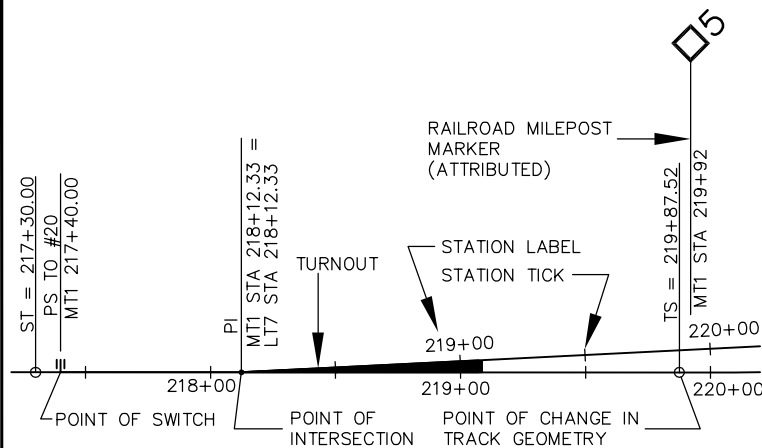 5
RAILROAD MILEPOST
MARKER
(ATTRIBUTED)
ST = 217+30.00
PS TO #20
MT1 217+40.00
PI
MT1 STA 218+12.33 =
LT7 STA 218+12.33
TURNOUT
STATION LABEL
STATION TICK
TS = 219+87.52
MT1 STA 219+92
219+00
220+00
218+00
219+00
220+00
POINT OF SWITCH
POINT OF
INTERSECTION
POINT OF CHANGE IN
TRACK GEOMETRY